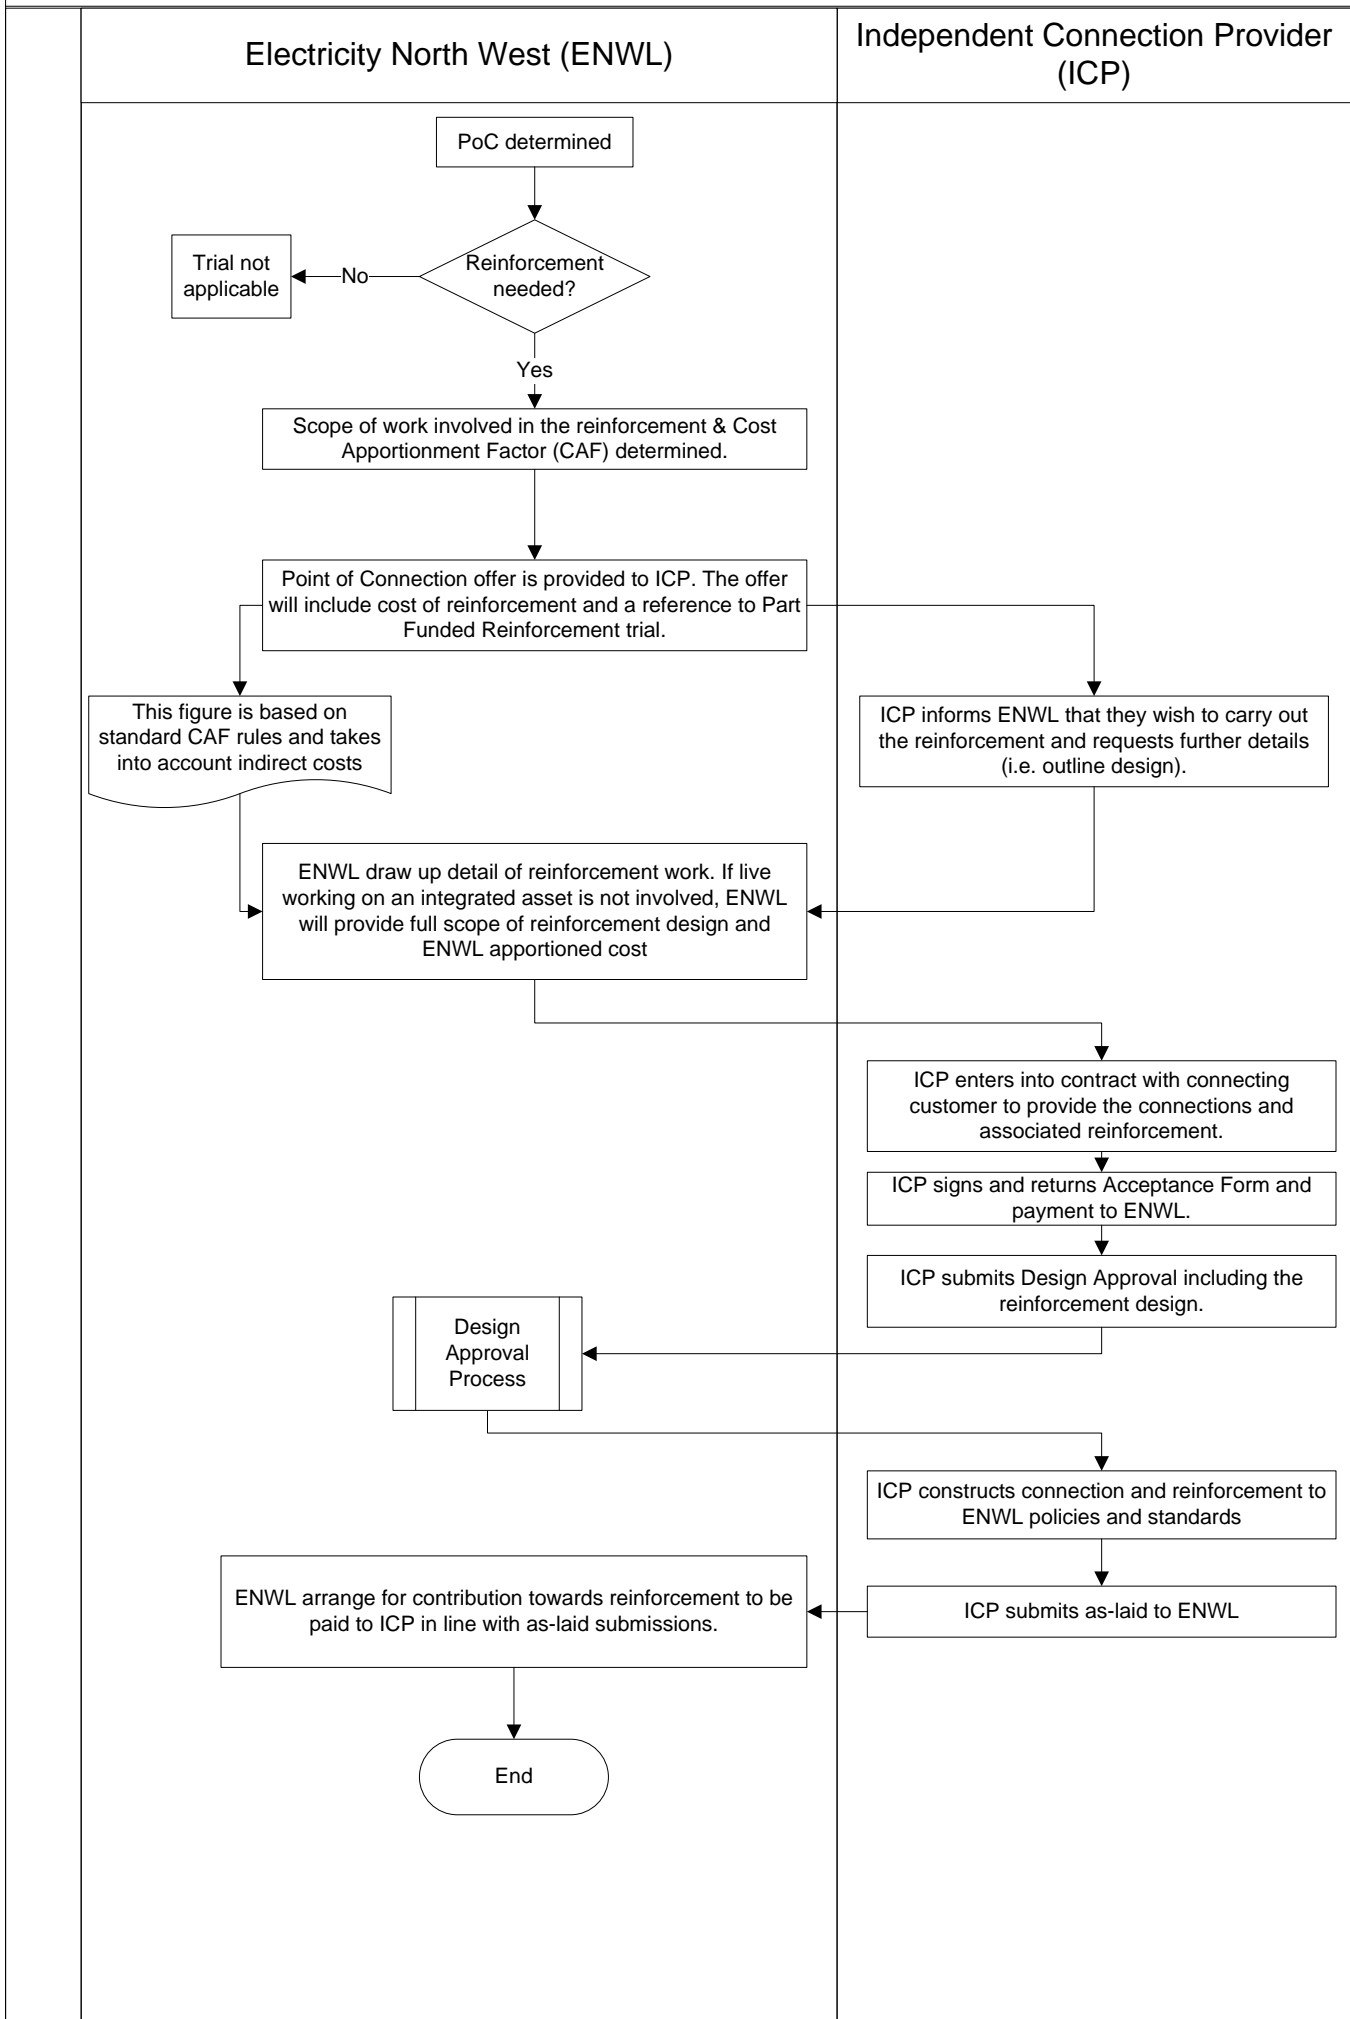 Electricity North West (ENWL)
Independent Connection Provider
(ICP)
PoC determined
Reinforcement
needed?
No
Trial not
applicable
Yes
Scope of work involved in the reinforcement & Cost
Apportionment Factor (CAF) determined.
Point of Connection offer is provided to ICP. The offer
will include cost of reinforcement and a reference to Part
Funded Reinforcement trial.
This figure is based on
standard CAF rules and takes
into account indirect costs
ICP informs ENWL that they wish to carry out
the reinforcement and requests further details
(i.e. outline design).
ENWL draw up detail of reinforcement work. If live
working on an integrated asset is not involved, ENWL
will provide full scope of reinforcement design and
ENWL apportioned cost
ICP enters into contract with connecting
customer to provide the connections and
associated reinforcement.
ICP signs and returns Acceptance Form and
payment to ENWL.
ICP submits Design Approval including the
reinforcement design.
Design
Approval
Process
ICP constructs connection and reinforcement to
ENWL policies and standards
ICP submits as-laid to ENWL
ENWL arrange for contribution towards reinforcement to be
paid to ICP in line with as-laid submissions.
End